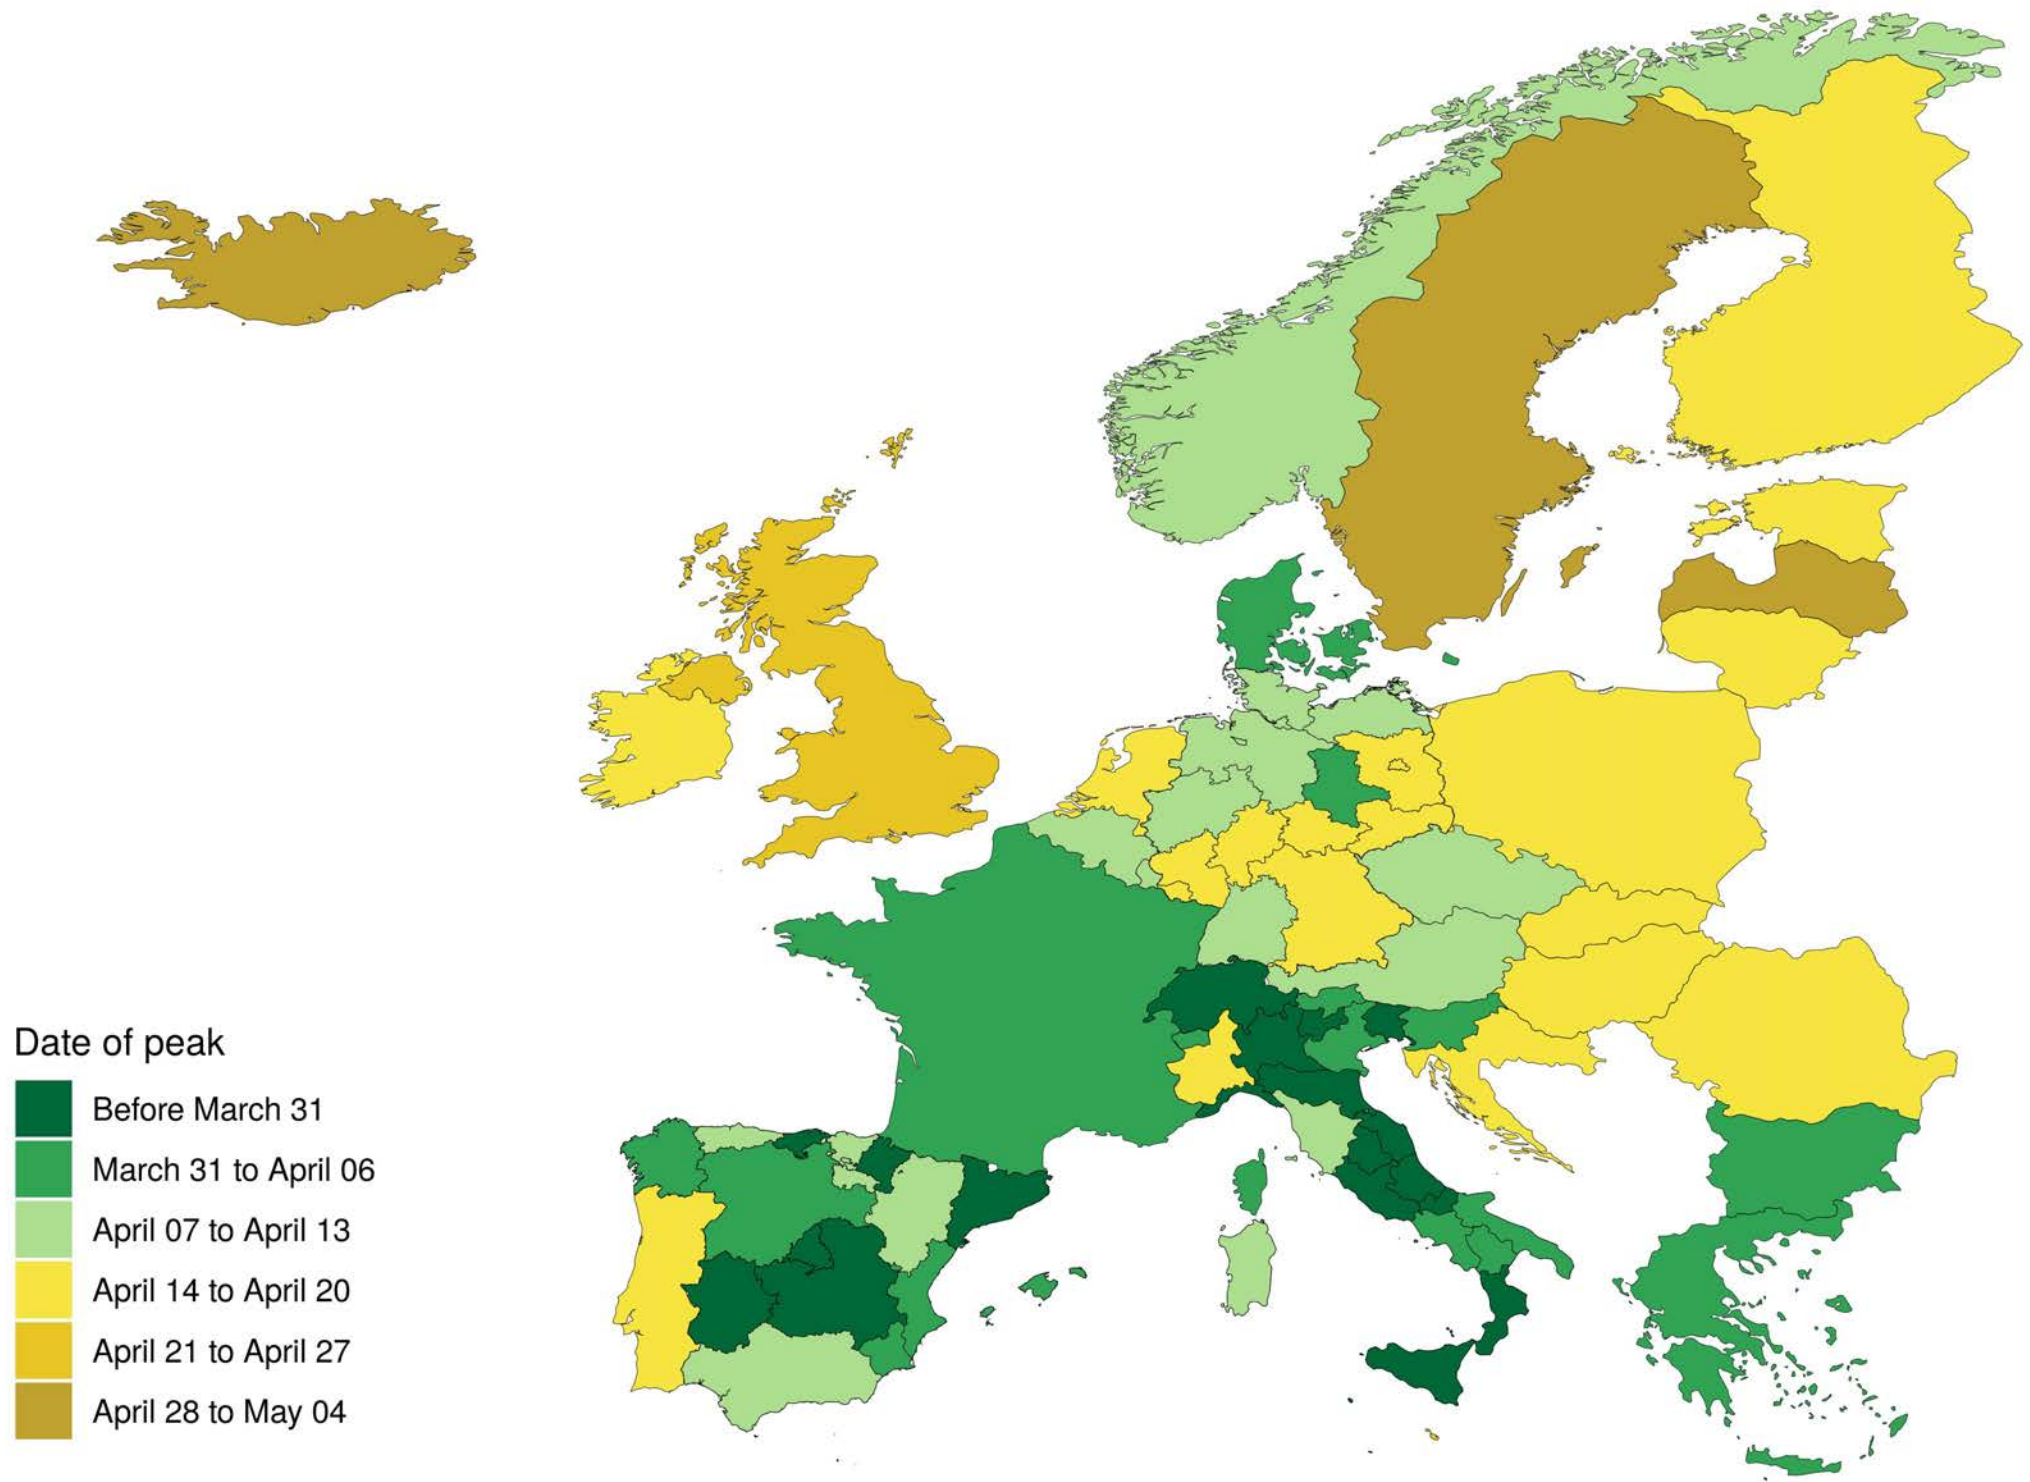 Date of peak
Before March 31
March 31 to April 06
April 07 to April 13
April 14 to April 20
April 21 to April 27
April 28 to May 04